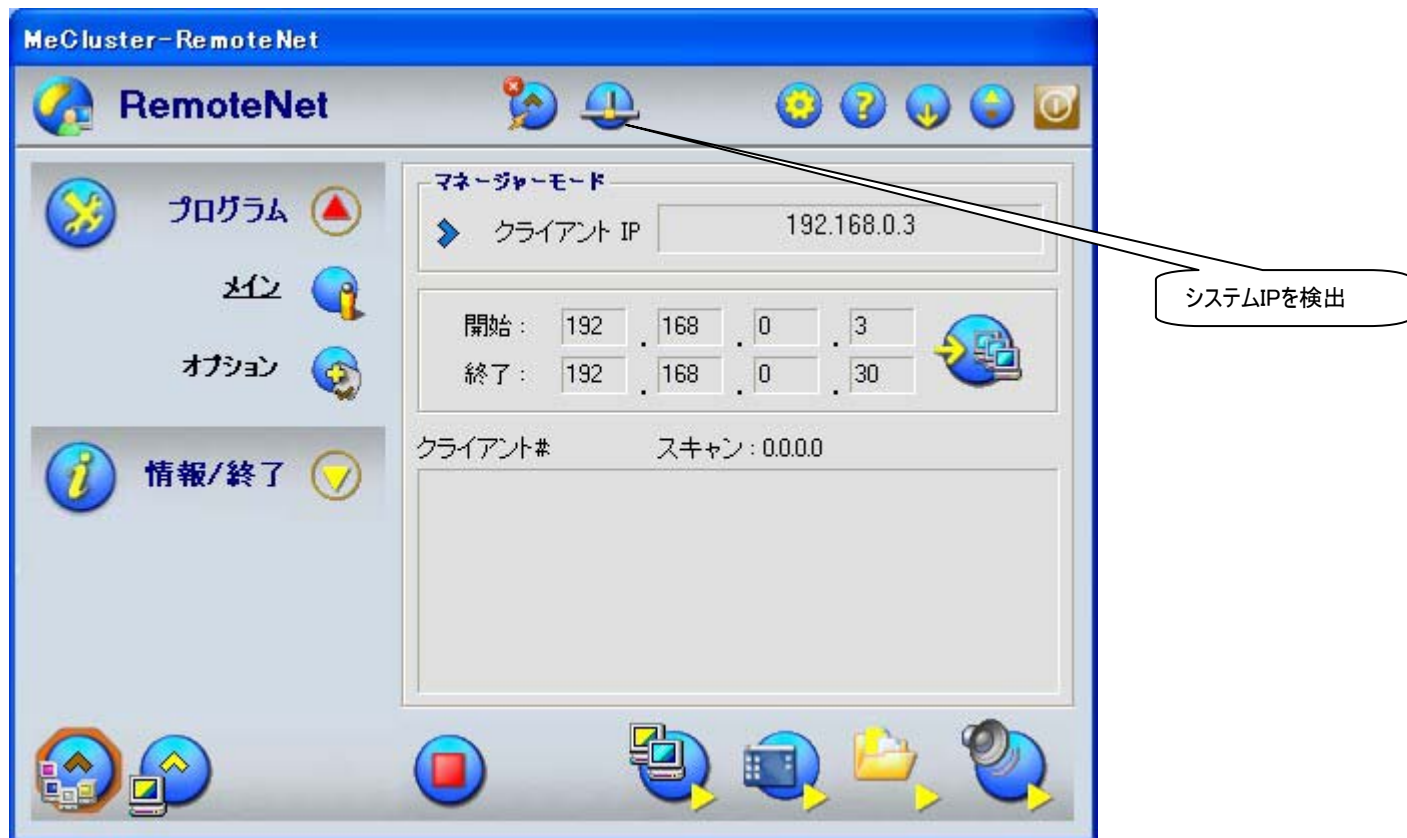 MeCluster-RemoteNet
RemoteNet
プログラム
メイン
オプション
情報/終了
マネージャーモード
クライアント IP 192.168.0.3
開始 : 192 . 168 . 0 . 3
終了 : 192 . 168 . 0 . 30
クライアント# スキャン : 0.0.0.0
システムIPを検出